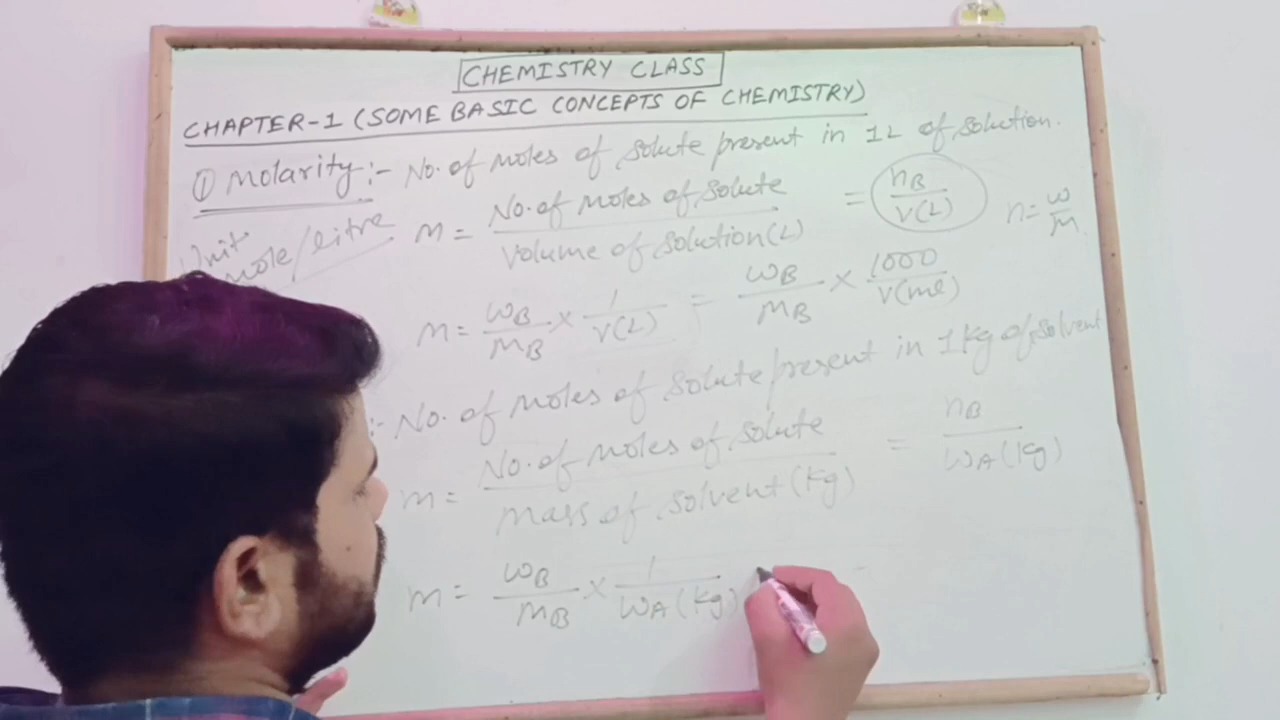 CHEMISTRY CLASS
CHAPTER-1 (SOME BASIC CONCEPTS OF CHEMISTRY)
① Molarity :- No. of moles of solute present in 1L of solution.
Unit mole/litre
M = No. of moles of solute / Volume of solution(L) = nB / V(L)
n = w / M
M = wB / MB × 1 / V(L) = wB / MB × 1000 / V(ml)
:- No. of moles of solute present in 1kg of solvent
m = No. of moles of solute / mass of solvent (kg) = nB / wA (kg)
m = wB / MB × 1 / wA (kg)